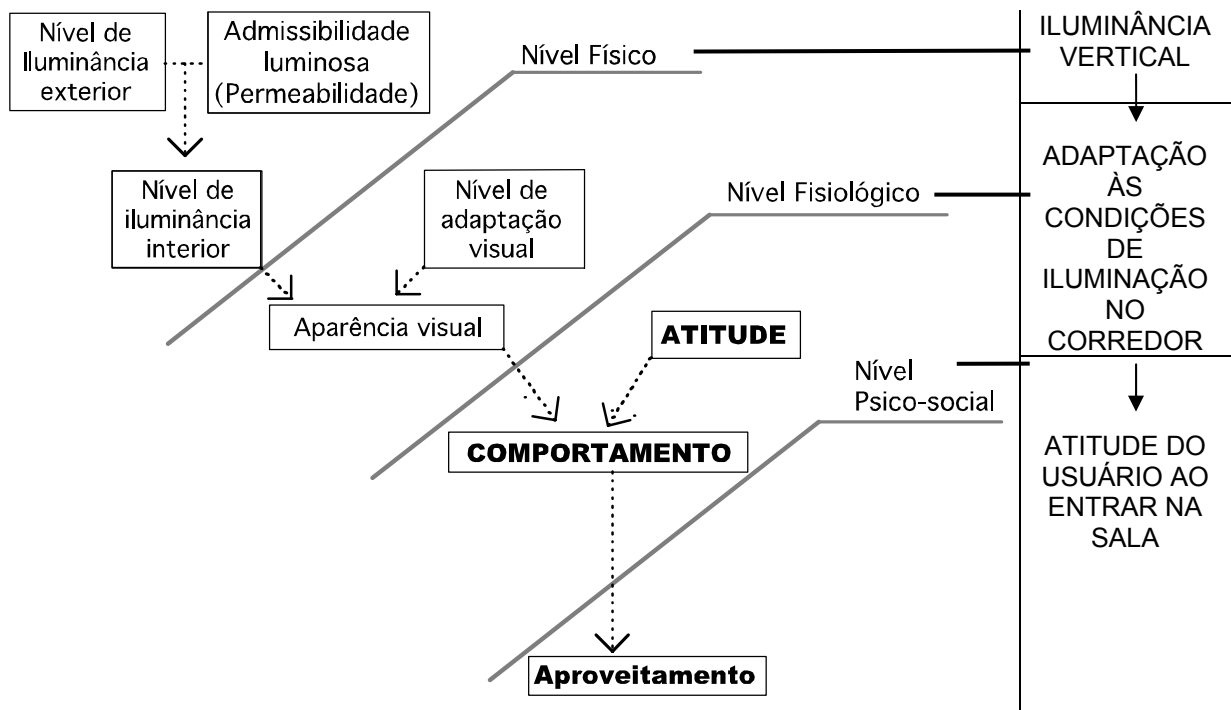 Nível de
Iluminância
exterior
Admissibilidade
luminosa
(Permeabilidade)
Nível Físico
ILUMINÂNCIA
VERTICAL
Nível de
iluminância
interior
Nível de
adaptação
visual
Nível Fisiológico
ADAPTAÇÃO
ÀS
CONDIÇÕES
DE
ILUMINAÇÃO
NO
CORREDOR
Aparência visual
ATITUDE
Nível
Psico-social
COMPORTAMENTO
ATITUDE DO
USUÁRIO AO
ENTRAR NA
SALA
Aproveitamento